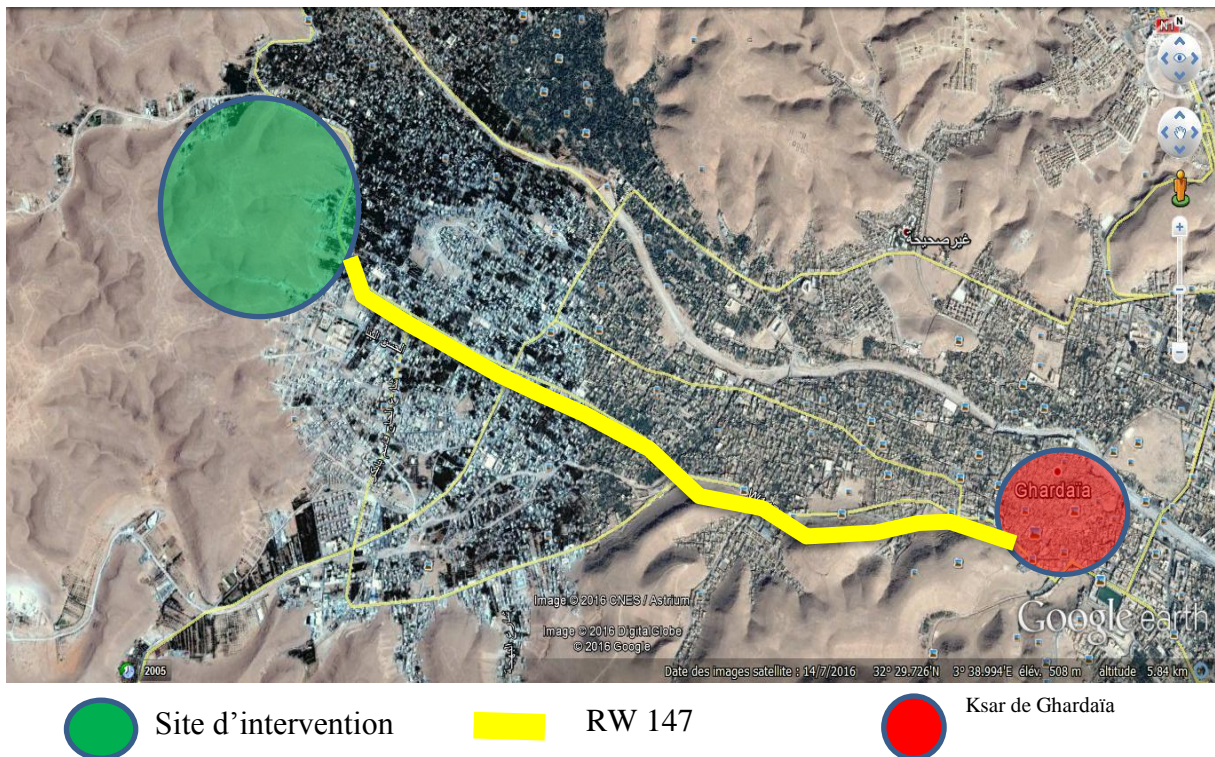 N
غير صحيحة
Ghardaïa
Image © 2016 CNES / Astrium
Image © 2016 DigitalGlobe
© 2016 Google
Google earth
2005
Date des images satellite : 14/7/2016 32° 29.726'N 3° 38.994'E élév. 508 m altitude 5.84 km
Site d'intervention
RW 147
Ksar de Ghardaïa